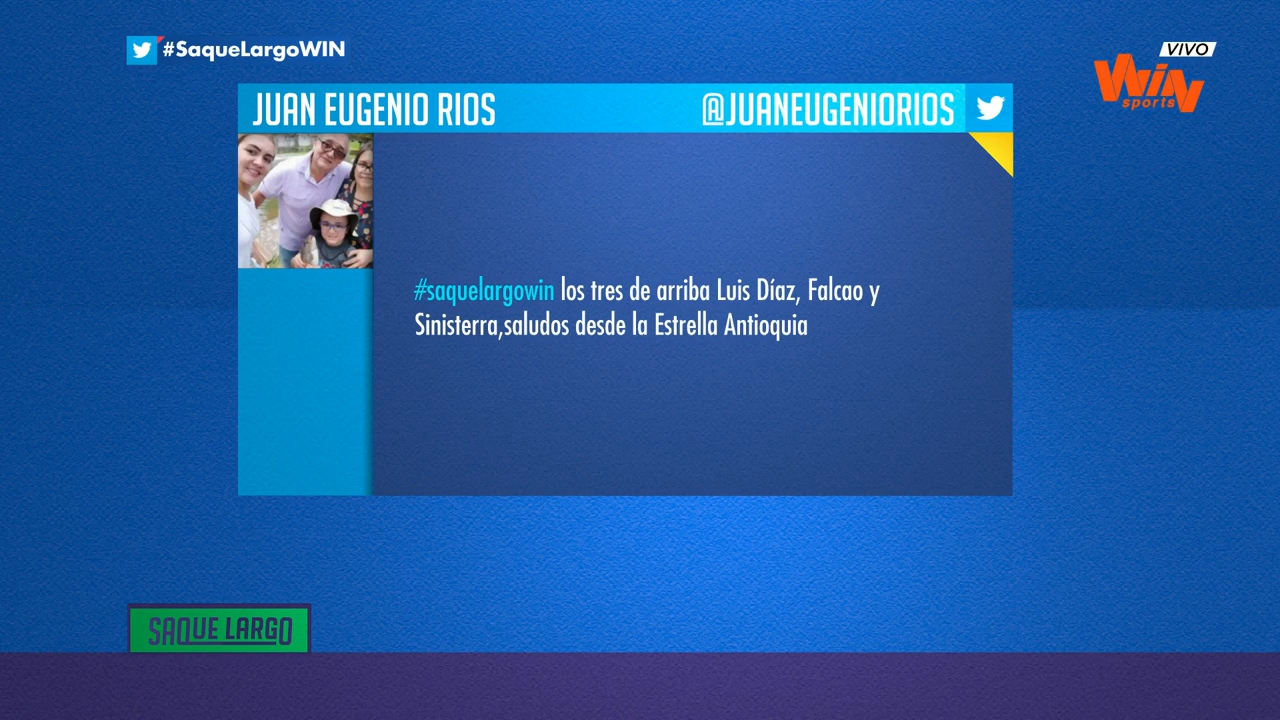 #SaqueLargoWIN
VIVO
WIN
sports
JUAN EUGENIO RIOS
@JUANEUGENIORIOS
#saquelargowin los tres de arriba Luis Díaz, Falcao y
Sinisterra,saludos desde la Estrella Antioquia
SAQUE LARGO